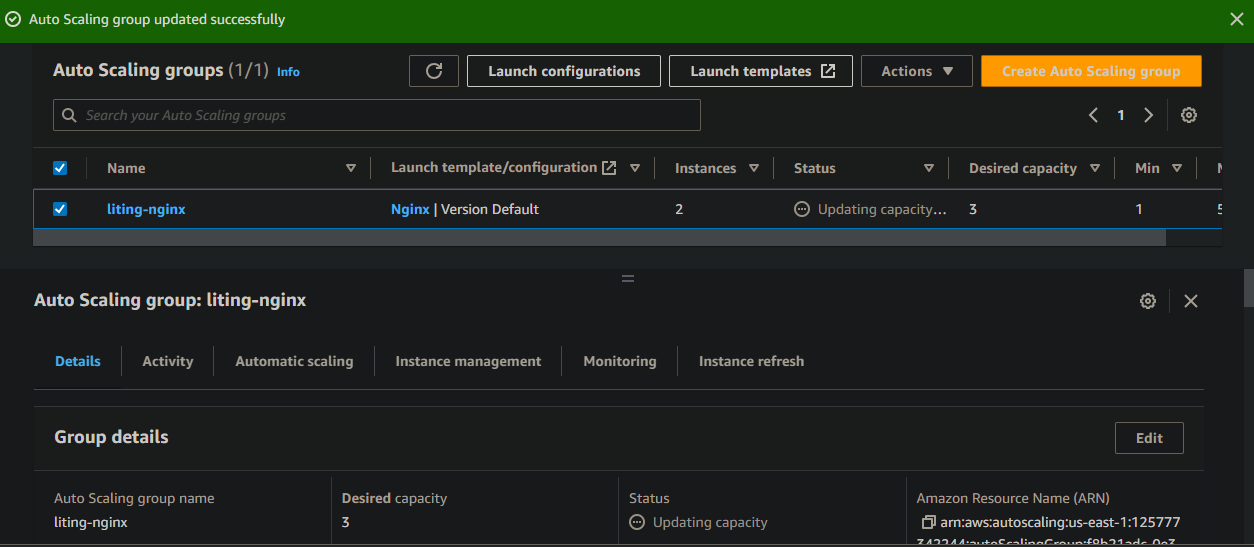 Auto Scaling group updated successfully
Auto Scaling groups (1/1) Info
Launch configurations
Launch templates
Actions
Create Auto Scaling group
Search your Auto Scaling groups
1
Name Launch template/configuration Instances Status Desired capacity Min
liting-nginx Nginx | Version Default 2 Updating capacity... 3 1 5
Auto Scaling group: liting-nginx
Details Activity Automatic scaling Instance management Monitoring Instance refresh
Group details
Edit
Auto Scaling group name
liting-nginx
Desired capacity
3
Status
Updating capacity
Amazon Resource Name (ARN)
arn:aws:autoscaling:us-east-1:125777